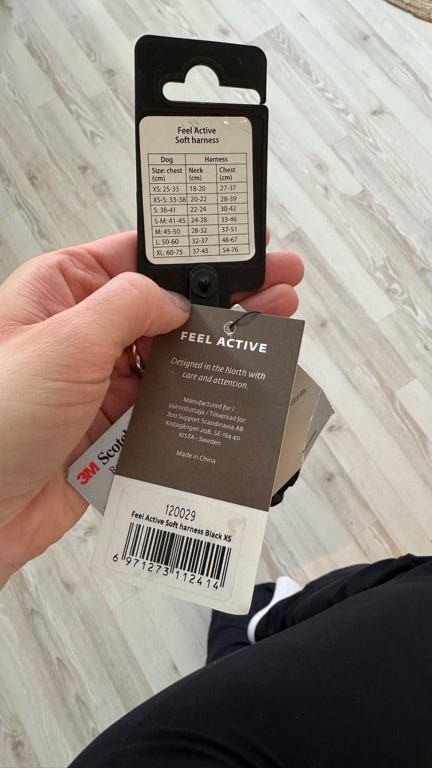 Feel Active
Soft harness
Dog Harness
Size: chest (cm) Neck (cm) Chest (cm)
XS: 25-33 18-20 27-37
XS-S: 33-38 20-22 28-39
S: 38-41 22-24 30-42
S-M: 41-45 24-28 33-46
M: 45-50 28-32 37-51
L: 50-60 32-37 48-67
XL: 60-75 37-43 54-76
FEEL ACTIVE
Designed in the North with
care and attention.
Manufactured for /
Valmistuttaja / Tillverkad för:
Zoo Support Scandinavia AB
Kistagången 20B, SE-164 40
KISTA - Sweden
Made in China
3M Scotch
120029
Feel Active Soft harness Black XS
6 971273 112414